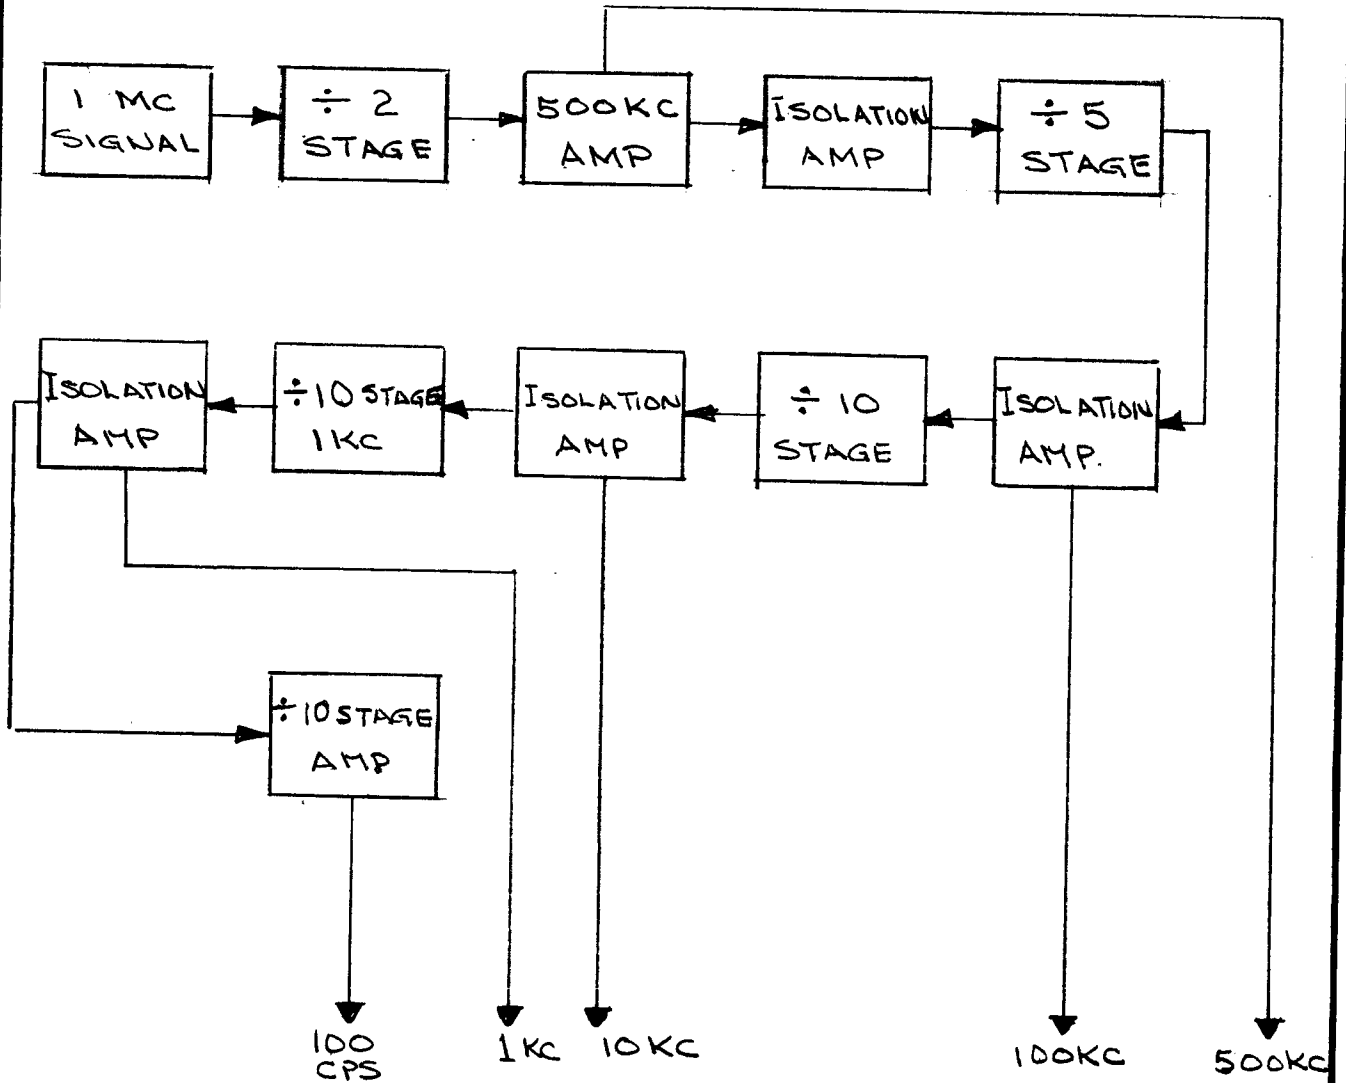 1 MC
SIGNAL
÷ 2
STAGE
500KC
AMP
ISOLATION
AMP
÷ 5
STAGE
ISOLATION
AMP
÷10 STAGE
1KC
ISOLATION
AMP
÷ 10
STAGE
ISOLATION
AMP.
÷10 STAGE
AMP
100
CPS
1KC
10KC
100KC
500KC